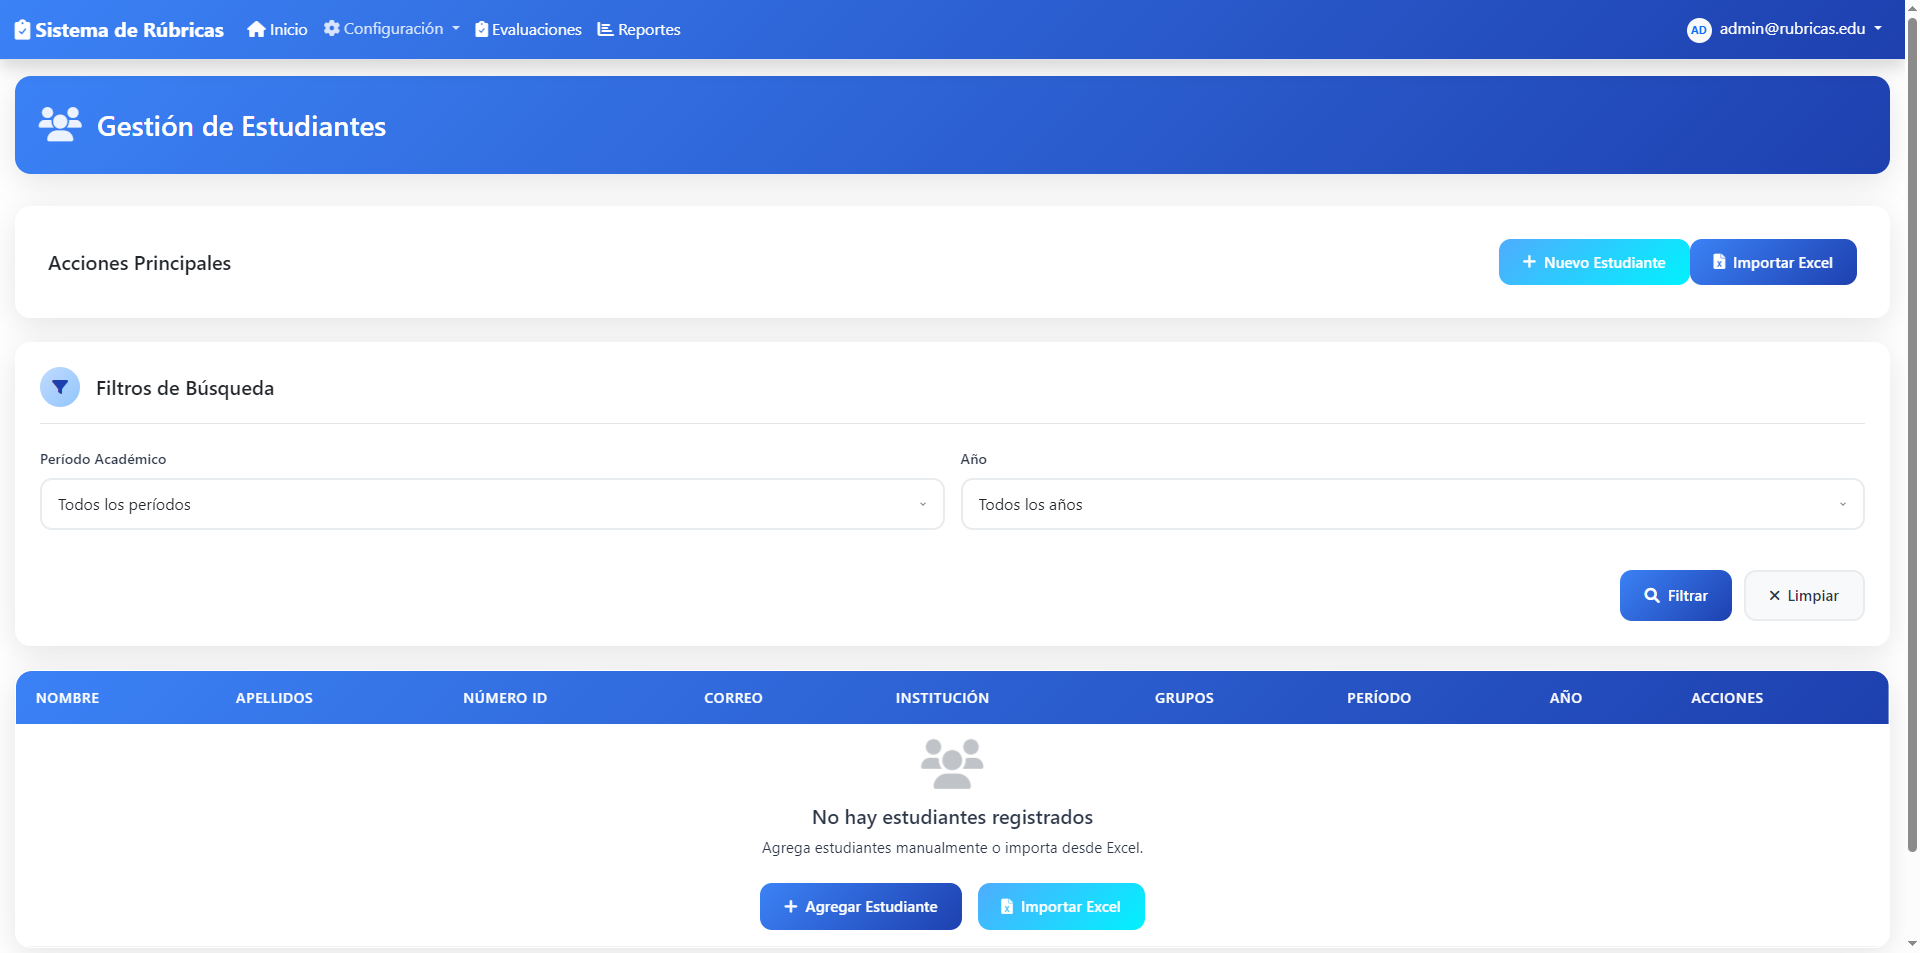 Sistema de Rúbricas Inicio Configuración Evaluaciones Reportes AD admin@rubricas.edu
Gestión de Estudiantes
Acciones Principales
Nuevo Estudiante Importar Excel
Filtros de Búsqueda
Período Académico Año
Todos los períodos Todos los años
Filtrar Limpiar
NOMBRE APELLIDOS NÚMERO ID CORREO INSTITUCIÓN GRUPOS PERÍODO AÑO ACCIONES
No hay estudiantes registrados
Agrega estudiantes manualmente o importa desde Excel.
Agregar Estudiante Importar Excel